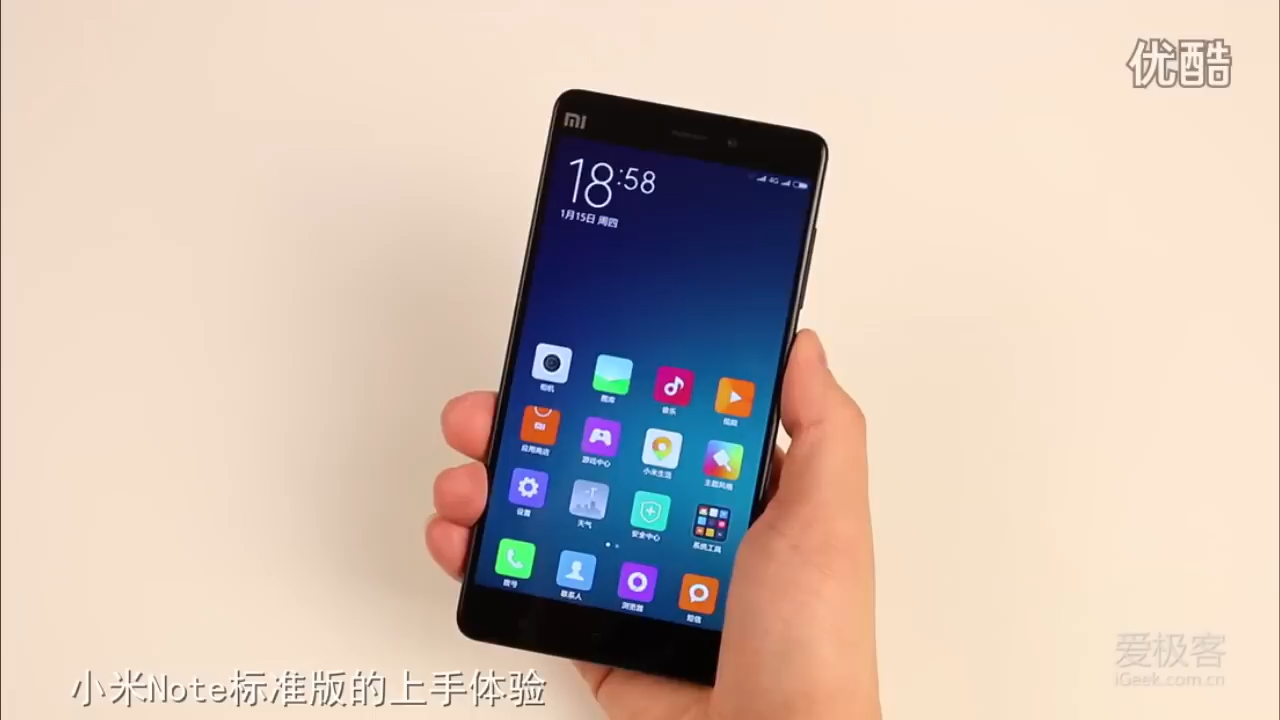 优酷
MI
18:58
4G
1月15日 周四
相机
图库
音乐
视频
MI
应用商店
游戏中心
小米生活
主题风格
设置
天气
安全中心
系统工具
拨号
联系人
浏览器
短信
爱极客
iGeek.com.cn
小米Note标准版的上手体验